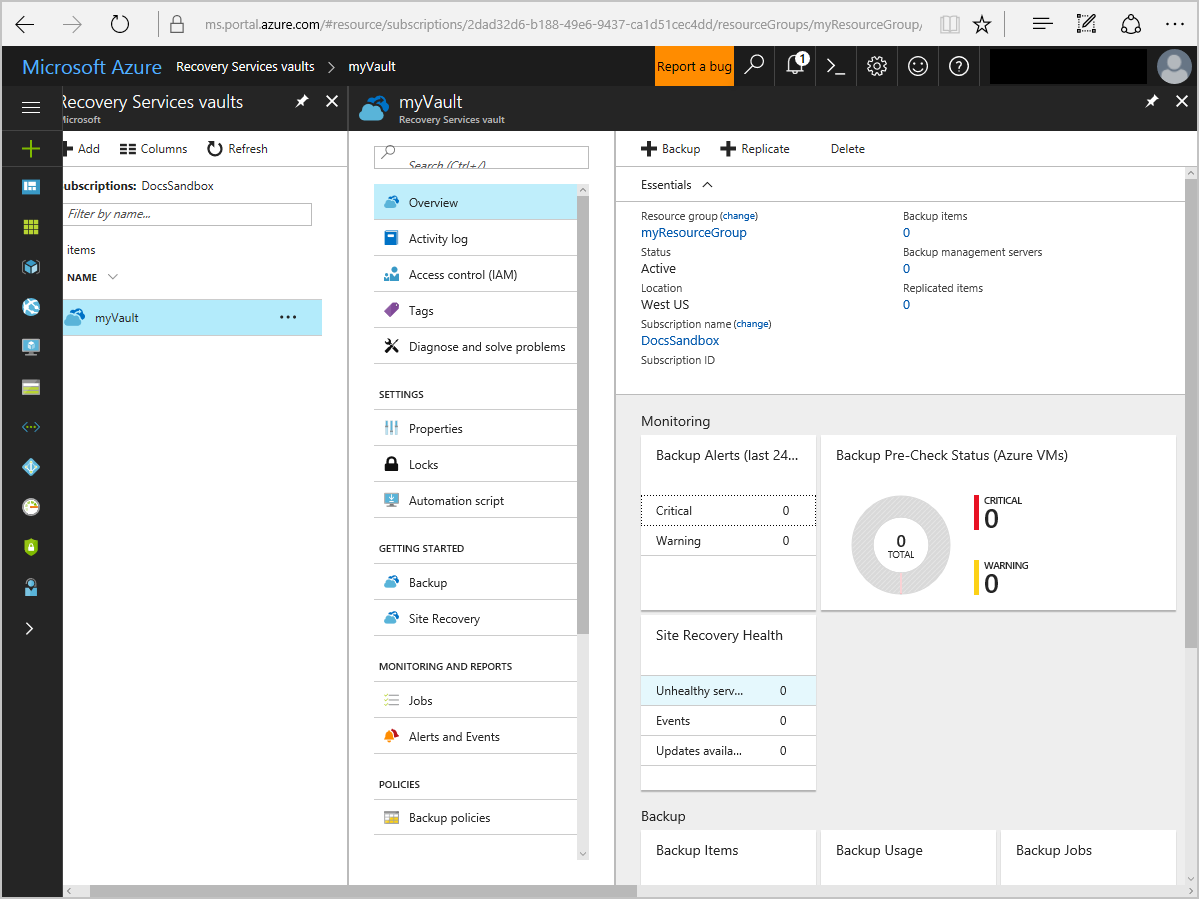 ms.portal.azure.com/#resource/subscriptions/2dad32d6-b188-49e6-9437-ca1d51cec4dd/resourceGroups/myResourceGroup/
Microsoft Azure Recovery Services vaults > myVault
Report a bug
1
Recovery Services vaults
Microsoft
Add Columns Refresh
ubscriptions: DocsSandbox
Filter by name...
items
NAME
myVault ...
myVault
Recovery Services vault
Search (Ctrl+/)
Overview
Activity log
Access control (IAM)
Tags
Diagnose and solve problems
SETTINGS
Properties
Locks
Automation script
GETTING STARTED
Backup
Site Recovery
MONITORING AND REPORTS
Jobs
Alerts and Events
POLICIES
Backup policies
Backup Replicate Delete
Essentials
Resource group (change)
myResourceGroup
Status
Active
Location
West US
Subscription name (change)
DocsSandbox
Subscription ID
Backup items
0
Backup management servers
0
Replicated items
0
Monitoring
Backup Alerts (last 24...
Critical 0
Warning 0
Backup Pre-Check Status (Azure VMs)
0
TOTAL
CRITICAL
0
WARNING
0
Site Recovery Health
Unhealthy serv... 0
Events 0
Updates availa... 0
Backup
Backup Items
Backup Usage
Backup Jobs